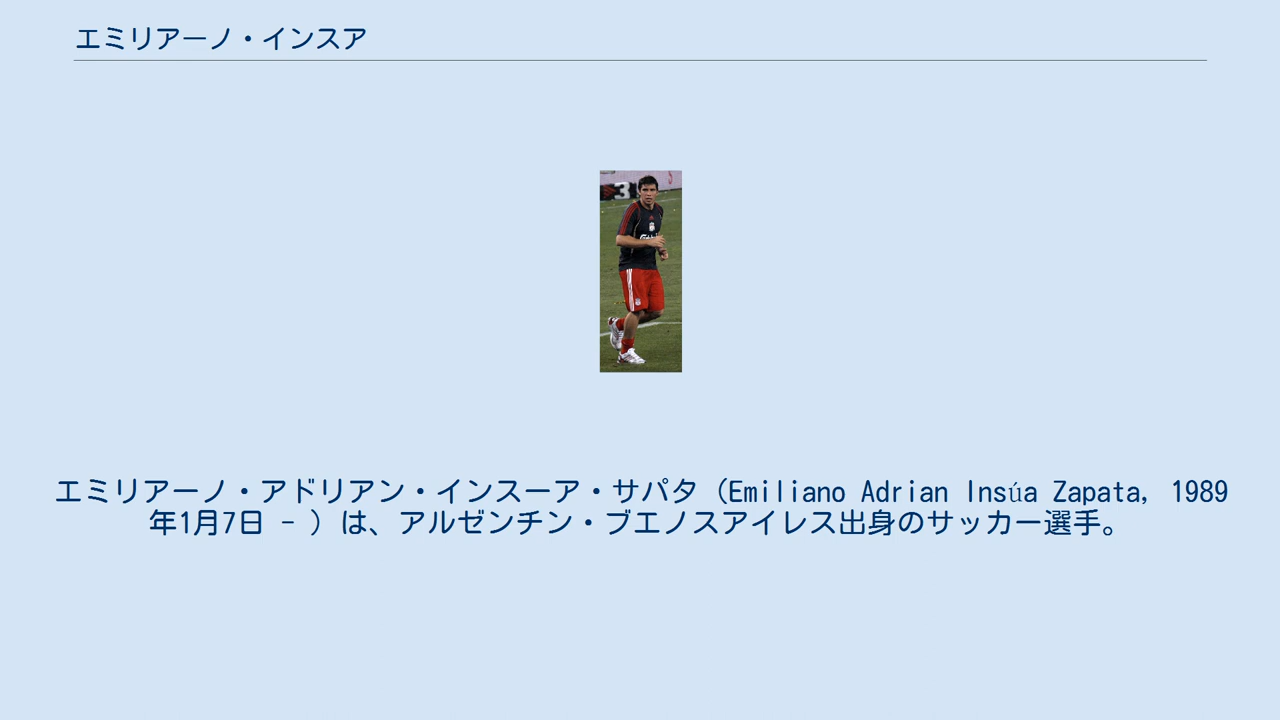 エミリアーノ・インスア
エミリアーノ・アドリアン・インスーア・サパタ（Emiliano Adrian Insúa Zapata, 1989
年1月7日 - ）は、アルゼンチン・ブエノスアイレス出身のサッカー選手。